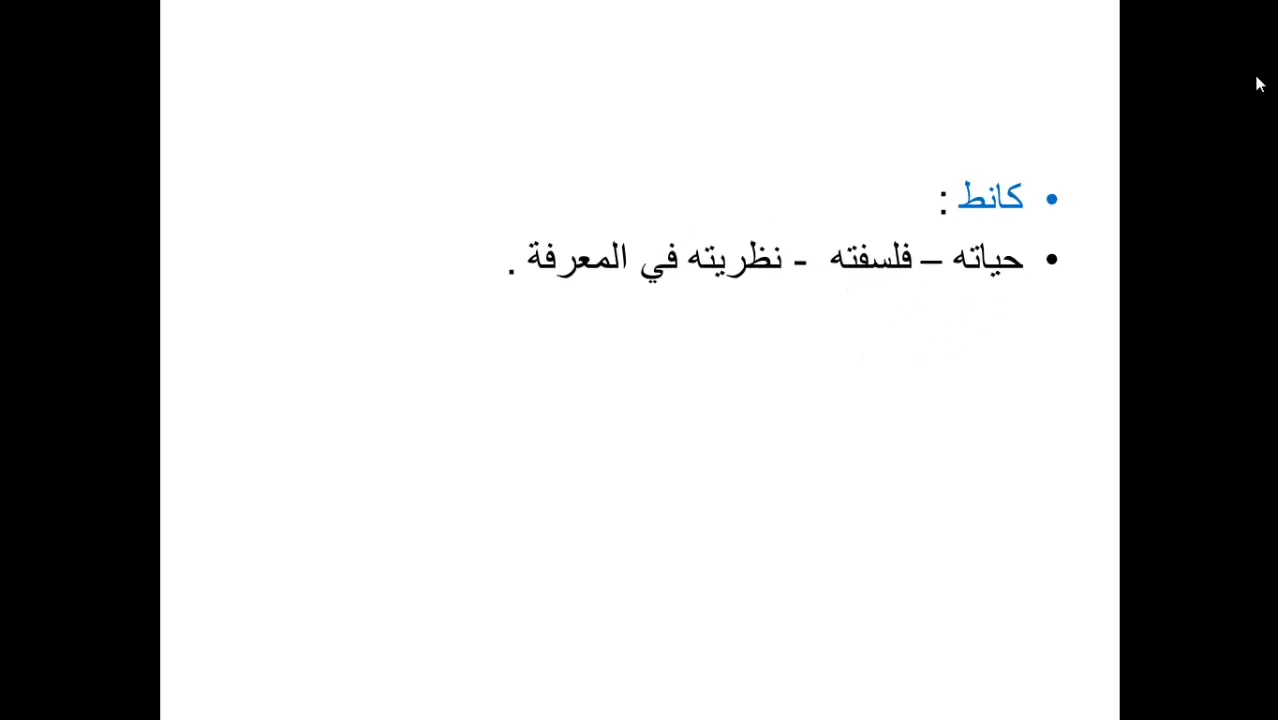 • كانط :
• حياته – فلسفته - نظريته في المعرفة .